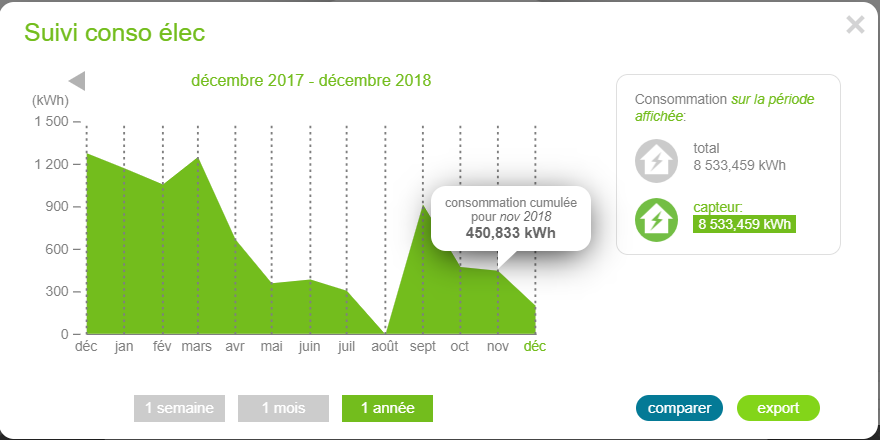 Suivi conso élec
×
décembre 2017 - décembre 2018
(kWh)
1 500
1 200
900
600
300
0
déc jan fév mars avr mai juin juil août sept oct nov déc
consommation cumulée
pour nov 2018
450,833 kWh
Consommation sur la période
affichée:
total
8 533,459 kWh
capteur:
8 533,459 kWh
1 semaine 1 mois 1 année
comparer export